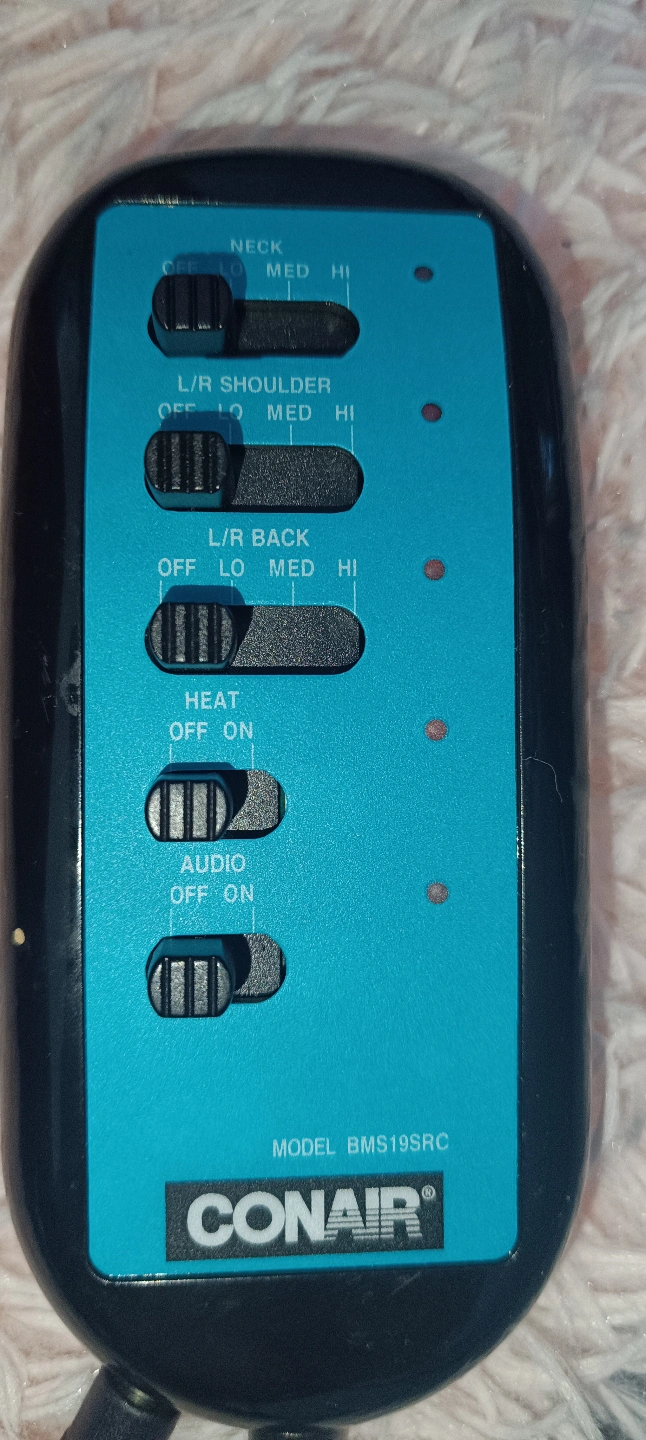 NECK
OFF LO MED HI
L/R SHOULDER
OFF LO MED HI
L/R BACK
OFF LO MED HI
HEAT
OFF ON
AUDIO
OFF ON
MODEL BMS19SRC
CONAIR®